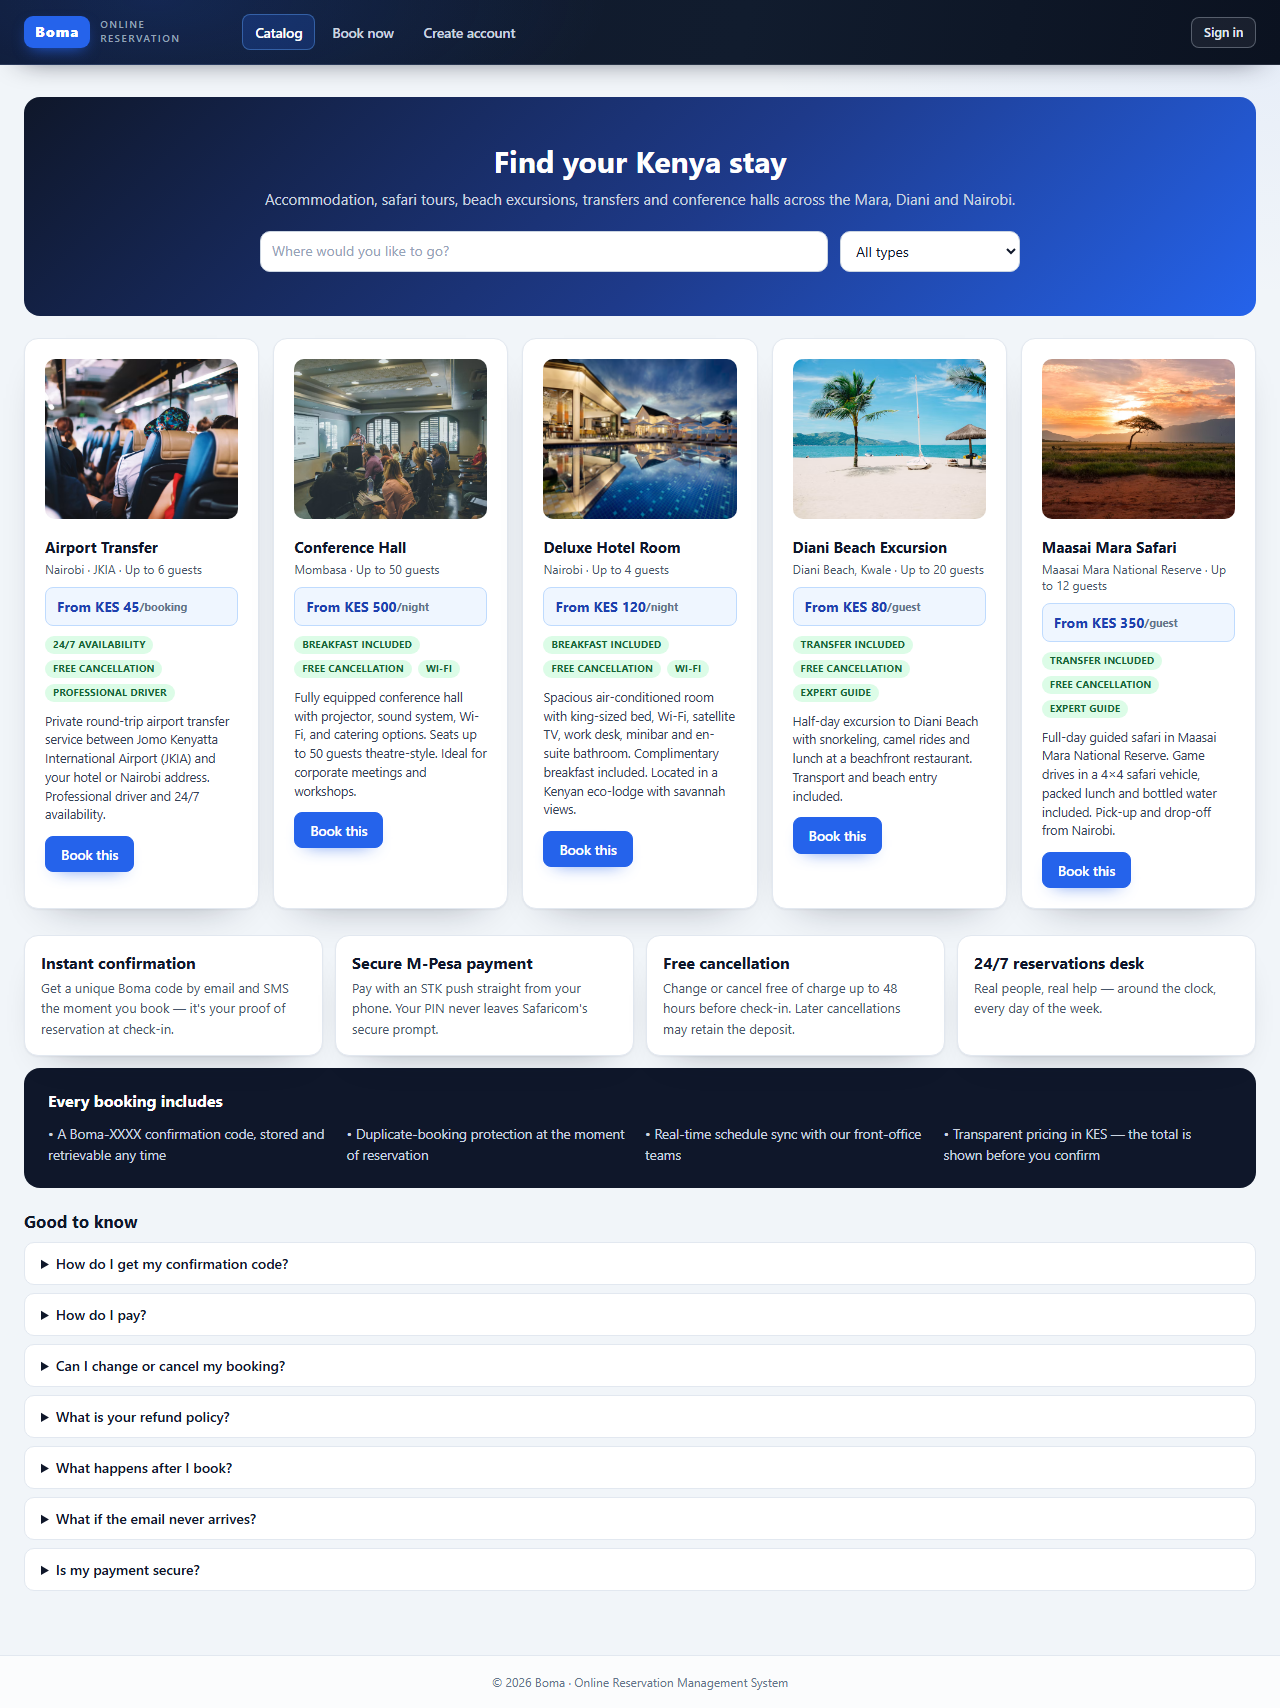 Boma
ONLINE
RESERVATION
Catalog
Book now
Create account
Sign in
Find your Kenya stay
Accommodation, safari tours, beach excursions, transfers and conference halls across the Mara, Diani and Nairobi.
Where would you like to go?
All types
Airport Transfer
Nairobi · JKIA · Up to 6 guests
From KES 45/booking
24/7 AVAILABILITY
FREE CANCELLATION
PROFESSIONAL DRIVER
Private round-trip airport transfer
service between Jomo Kenyatta
International Airport (JKIA) and
your hotel or Nairobi address.
Professional driver and 24/7
availability.
Book this
Conference Hall
Mombasa · Up to 50 guests
From KES 500/night
BREAKFAST INCLUDED
FREE CANCELLATION WI-FI
Fully equipped conference hall
with projector, sound system, Wi-
Fi, and catering options. Seats up
to 50 guests theatre-style. Ideal for
corporate meetings and
workshops.
Book this
Deluxe Hotel Room
Nairobi · Up to 4 guests
From KES 120/night
BREAKFAST INCLUDED
FREE CANCELLATION WI-FI
Spacious air-conditioned room
with king-sized bed, Wi-Fi, satellite
TV, work desk, minibar and en-
suite bathroom. Complimentary
breakfast included. Located in a
Kenyan eco-lodge with savannah
views.
Book this
Diani Beach Excursion
Diani Beach, Kwale · Up to 20 guests
From KES 80/guest
TRANSFER INCLUDED
FREE CANCELLATION
EXPERT GUIDE
Half-day excursion to Diani Beach
with snorkeling, camel rides and
lunch at a beachfront restaurant.
Transport and beach entry
included.
Book this
Maasai Mara Safari
Maasai Mara National Reserve · Up
to 12 guests
From KES 350/guest
TRANSFER INCLUDED
FREE CANCELLATION
EXPERT GUIDE
Full-day guided safari in Maasai
Mara National Reserve. Game
drives in a 4×4 safari vehicle,
packed lunch and bottled water
included. Pick-up and drop-off
from Nairobi.
Book this
Instant confirmation
Get a unique Boma code by email and SMS
the moment you book — it's your proof of
reservation at check-in.
Secure M-Pesa payment
Pay with an STK push straight from your
phone. Your PIN never leaves Safaricom's
secure prompt.
Free cancellation
Change or cancel free of charge up to 48
hours before check-in. Later cancellations
may retain the deposit.
24/7 reservations desk
Real people, real help — around the clock,
every day of the week.
Every booking includes
• A Boma-XXXX confirmation code, stored and
retrievable any time
• Duplicate-booking protection at the moment
of reservation
• Real-time schedule sync with our front-office
teams
• Transparent pricing in KES — the total is
shown before you confirm
Good to know
How do I get my confirmation code?
How do I pay?
Can I change or cancel my booking?
What is your refund policy?
What happens after I book?
What if the email never arrives?
Is my payment secure?
© 2026 Boma · Online Reservation Management System